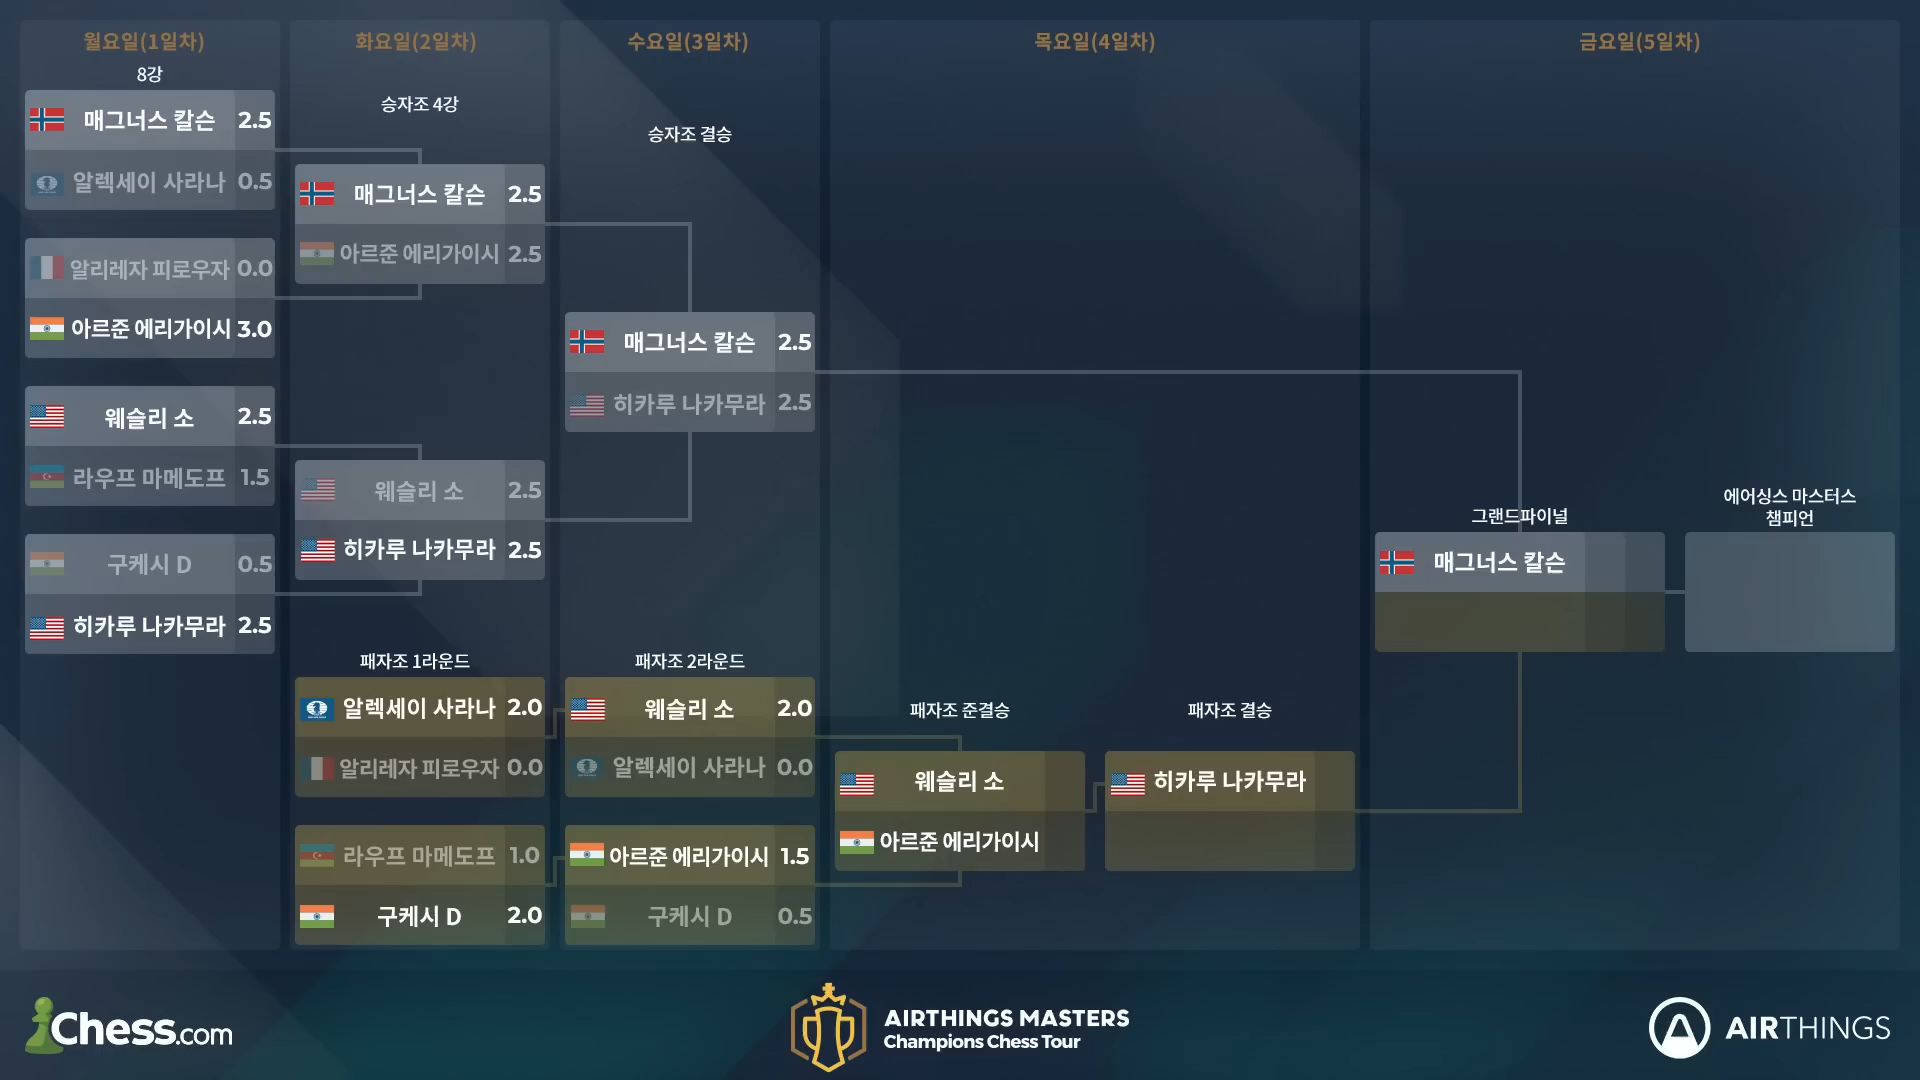 월요일(1일차)
8강
매그너스 칼슨 2.5
알렉세이 사라나 0.5
알리레자 피로우자 0.0
아르준 에리가이시 3.0
웨슬리 소 2.5
라우프 마메도프 1.5
구케시 D 0.5
히카루 나카무라 2.5
화요일(2일차)
승자조 4강
매그너스 칼슨 2.5
아르준 에리가이시 2.5
웨슬리 소 2.5
히카루 나카무라 2.5
패자조 1라운드
알렉세이 사라나 2.0
알리레자 피로우자 0.0
라우프 마메도프 1.0
구케시 D 2.0
수요일(3일차)
승자조 결승
매그너스 칼슨 2.5
히카루 나카무라 2.5
패자조 2라운드
웨슬리 소 2.0
알렉세이 사라나 0.0
아르준 에리가이시 1.5
구케시 D 0.5
목요일(4일차)
패자조 준결승
웨슬리 소
아르준 에리가이시
패자조 결승
히카루 나카무라
금요일(5일차)
그랜드파이널
매그너스 칼슨
에어싱스 마스터스
챔피언
Chess.com
AIRTHINGS MASTERS
Champions Chess Tour
AIRTHINGS